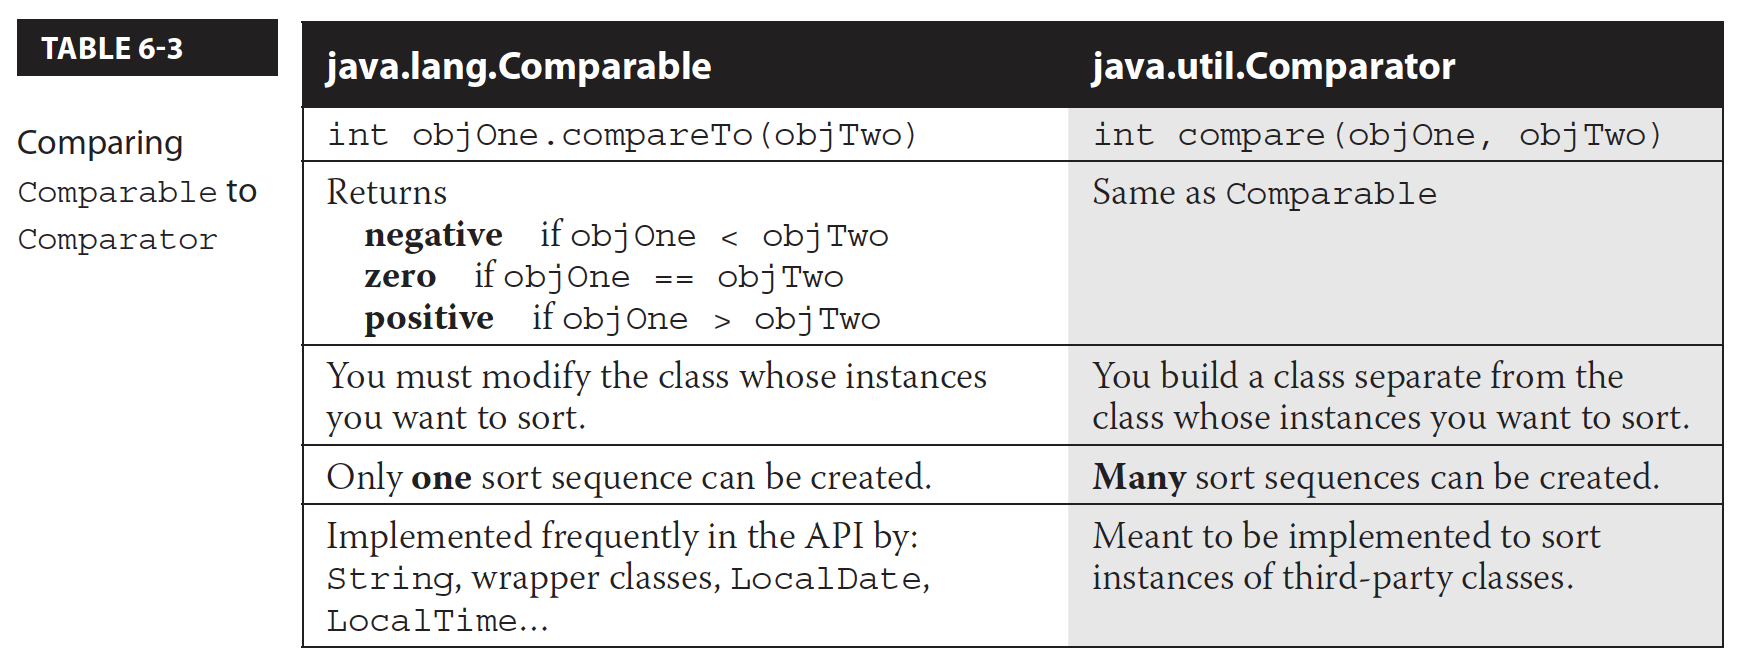 TABLE 6-3
Comparing
Comparable to
Comparator
java.lang.Comparable
java.util.Comparator
int objOne.compareTo(objTwo)
int compare(objOne, objTwo)
Returns
negative if objOne < objTwo
zero if objOne == objTwo
positive if objOne > objTwo
Same as Comparable
You must modify the class whose instances
you want to sort.
You build a class separate from the
class whose instances you want to sort.
Only one sort sequence can be created.
Many sort sequences can be created.
Implemented frequently in the API by:
String, wrapper classes, LocalDate,
LocalTime...
Meant to be implemented to sort
instances of third-party classes.